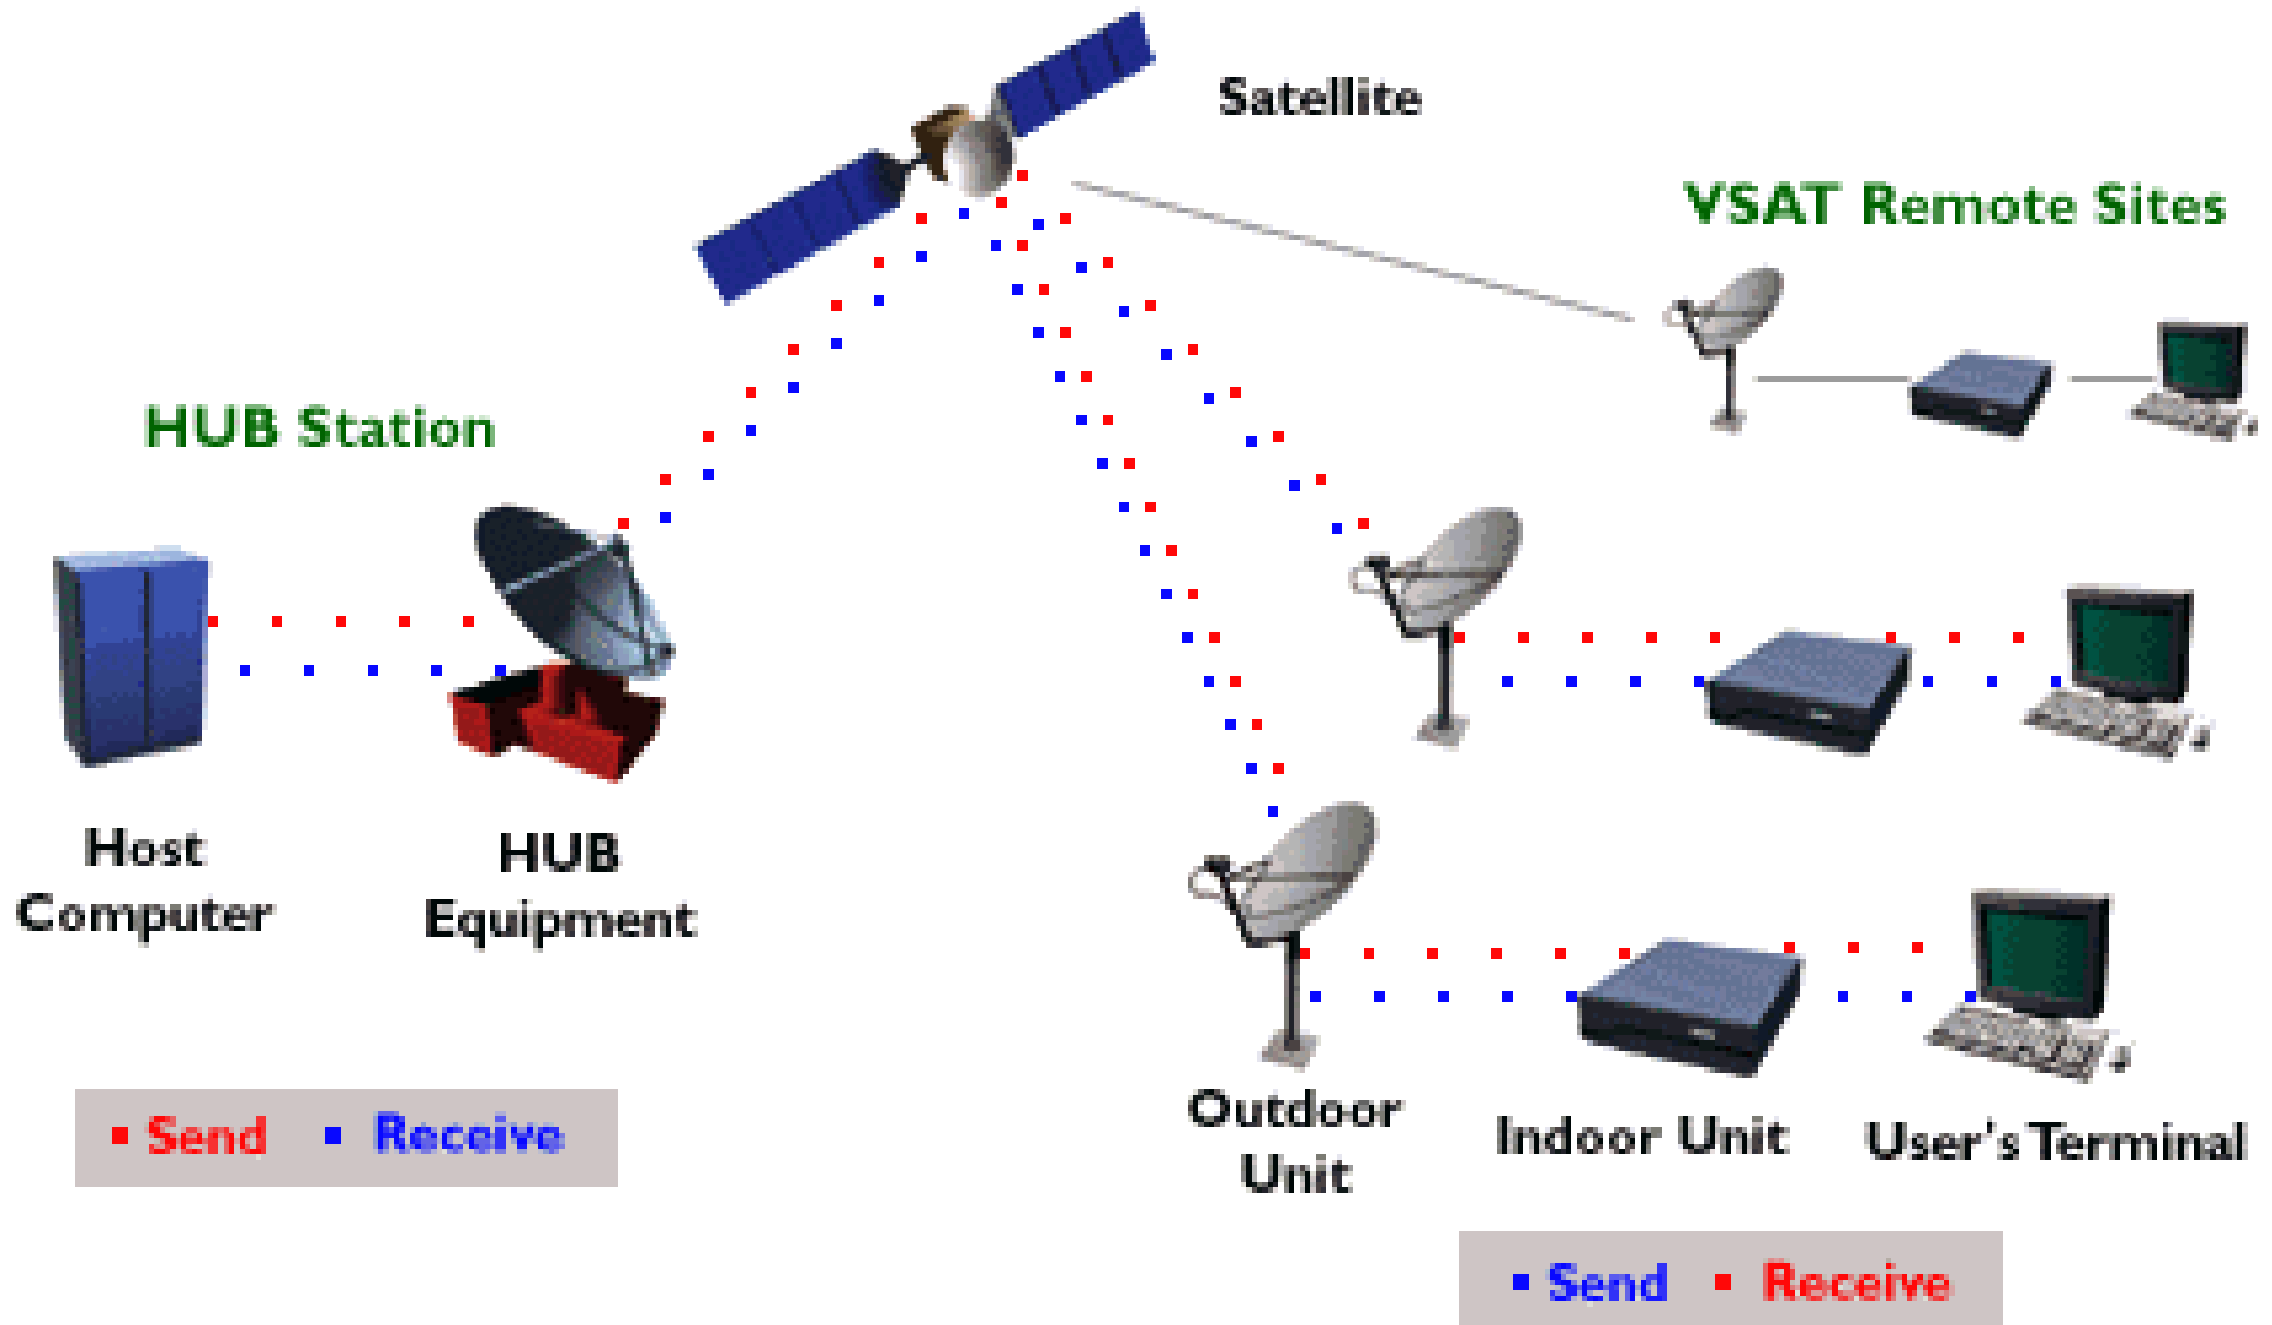 Satellite
VSAT Remote Sites
HUB Station
Host
Computer
HUB
Equipment
Send Receive
Outdoor
Unit
Indoor Unit
User's Terminal
Send Receive